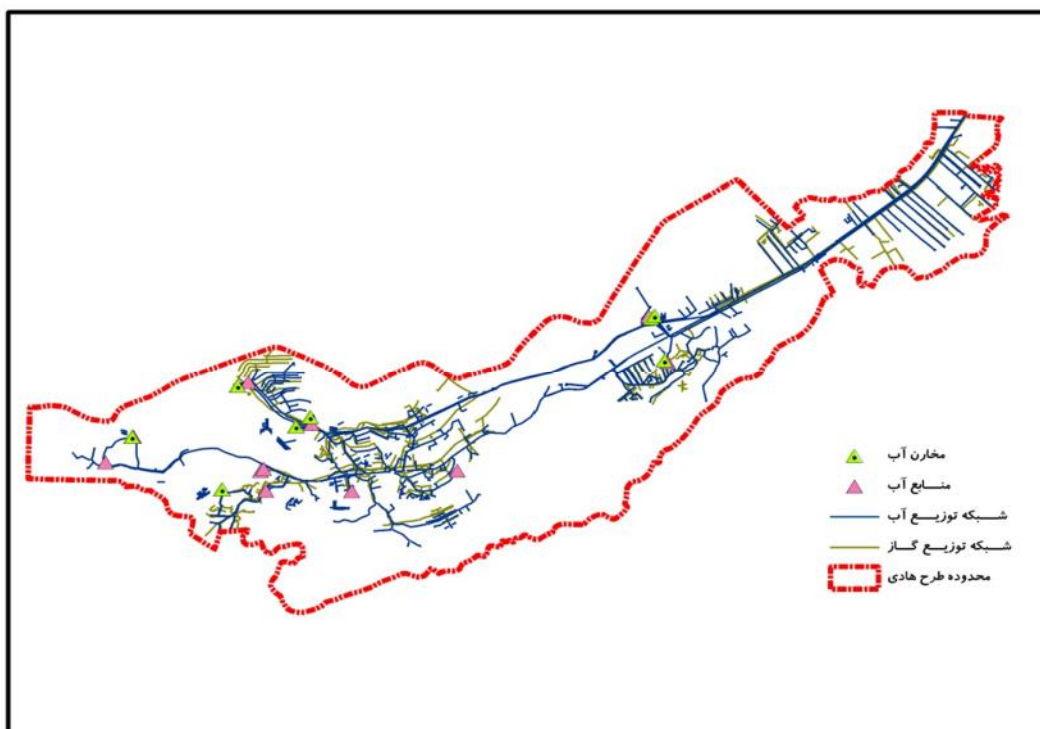 مخازن آب
منابع آب
شبکه توزیع آب
شبکه توزیع گاز
محدوده طرح هادی